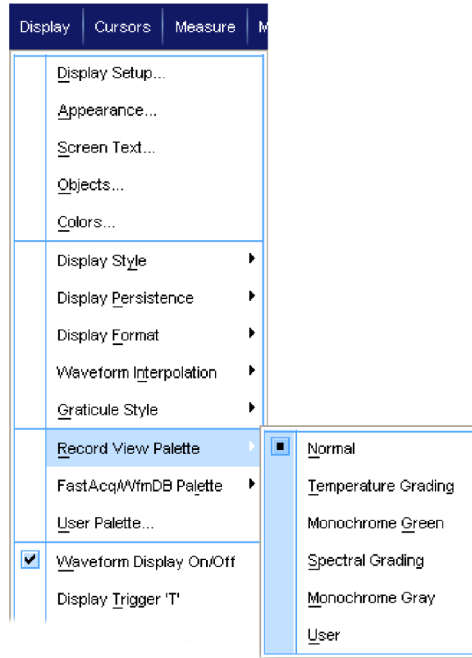 Display Cursors Measure M
Display Setup...
Appearance...
Screen Text...
Objects...
Colors...
Display Style
Display Persistence
Display Format
Waveform Interpolation
Graticule Style
Record View Palette
FastAcq/WfmDB Palette
User Palette...
Waveform Display On/Off
Display Trigger 'T'
Normal
Temperature Grading
Monochrome Green
Spectral Grading
Monochrome Gray
User